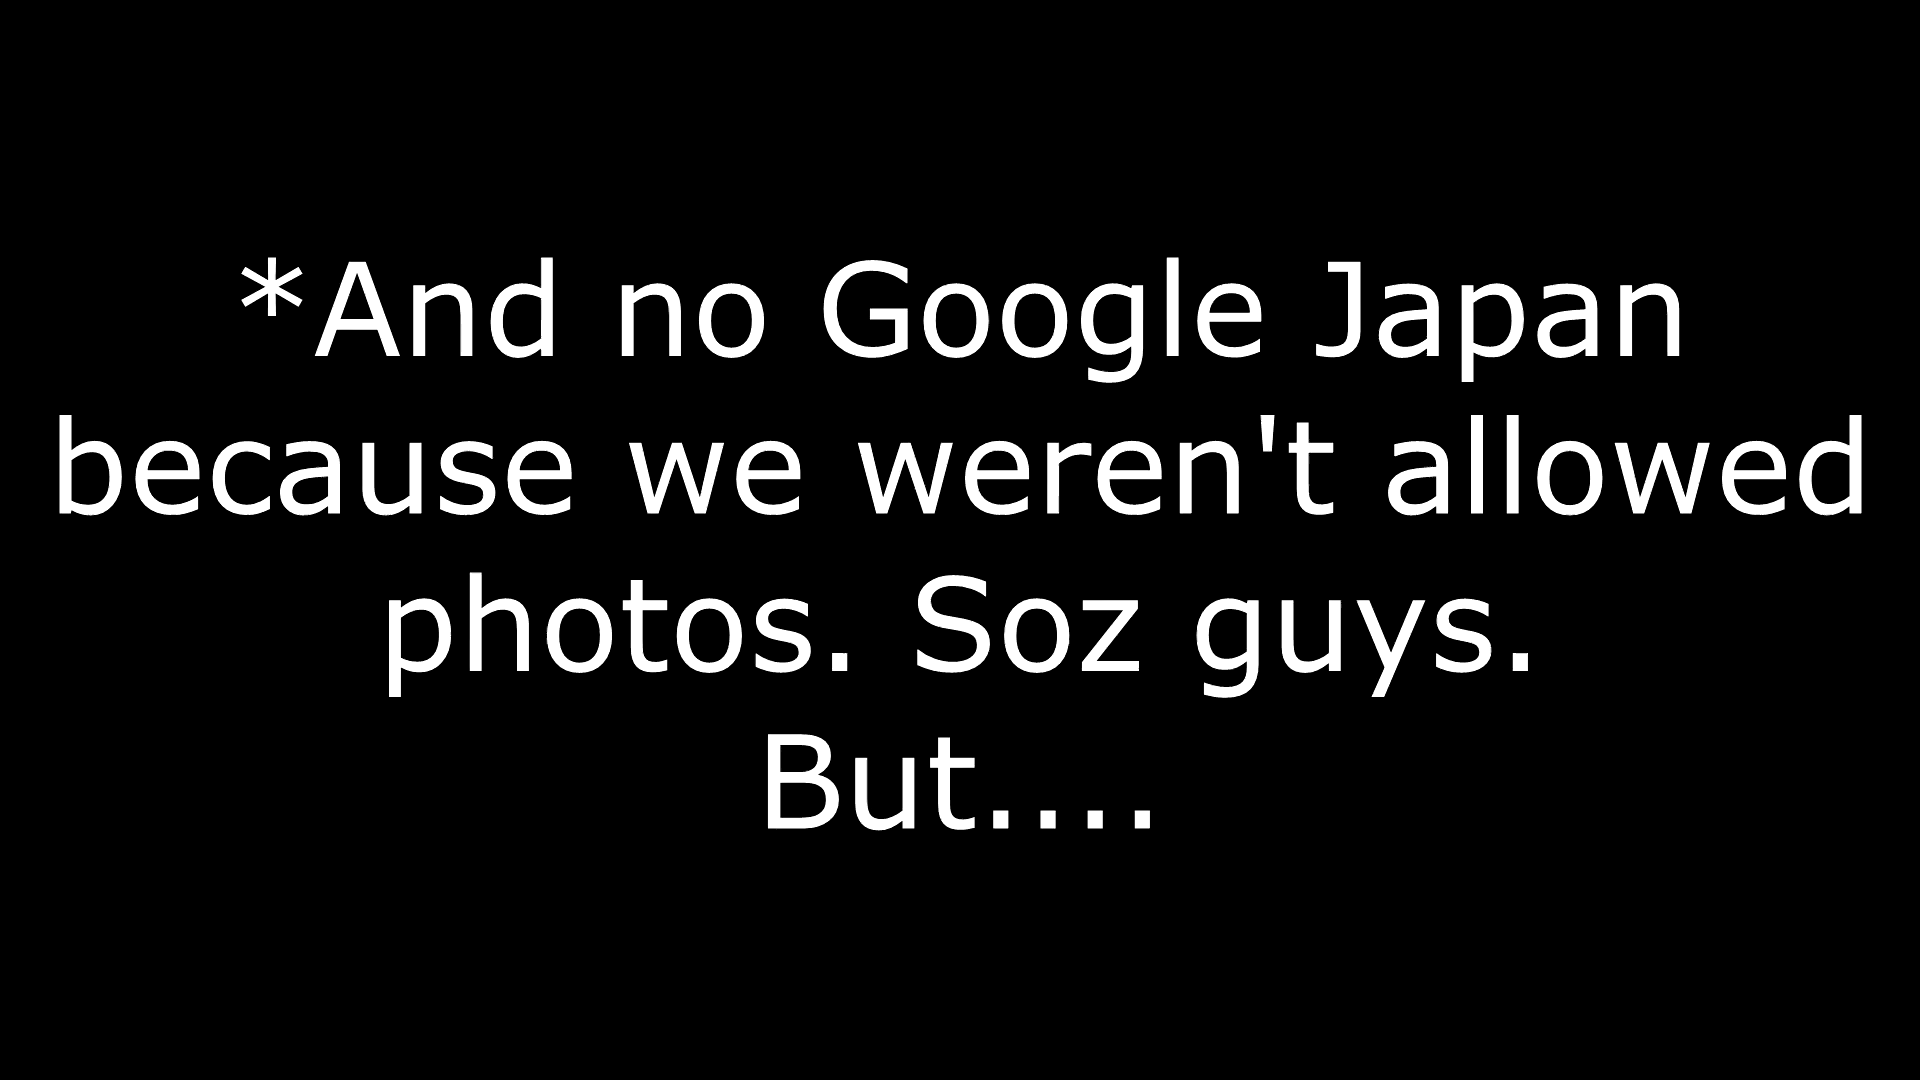 *And no Google Japan
because we weren't allowed
photos. Soz guys.
But....